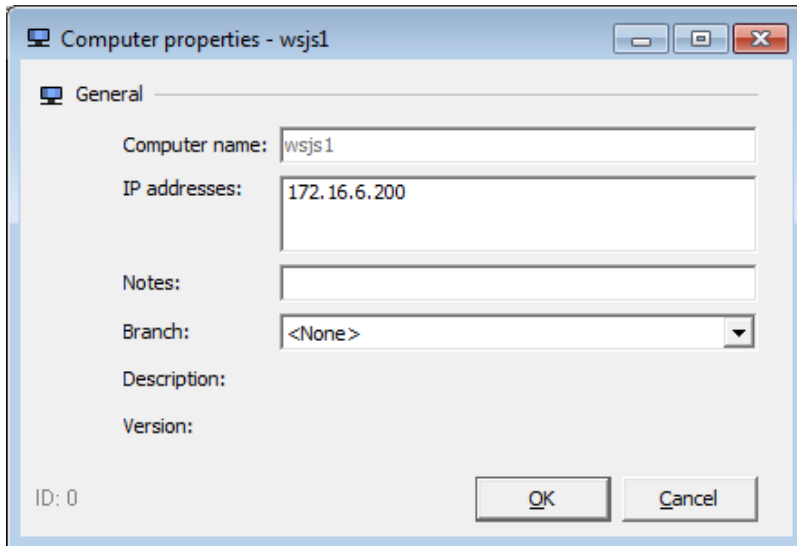 Computer properties - wsjs1
General
Computer name: wsjs1
IP addresses: 172.16.6.200
Notes:
Branch: <None>
Description:
Version:
ID: 0 OK Cancel